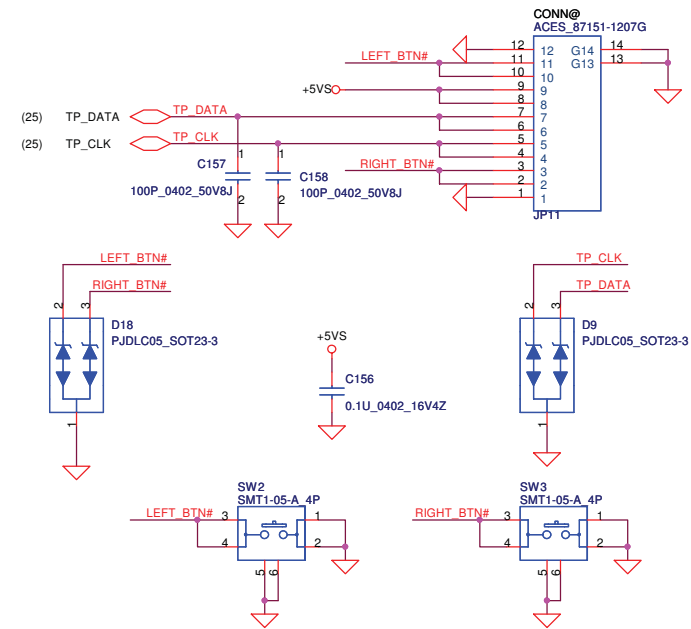 CONN@
ACES_87151-1207G
12 12 G14 14
LEFT_BTN# 11 11 G13 13
10 10
+5VS 9 9
8 8
(25) TP_DATA TP_DATA 7 7
6 6
(25) TP_CLK TP_CLK 5 5
4 4
C157 1 1 C158 RIGHT_BTN# 3 3
100P_0402_50V8J 2 2 100P_0402_50V8J 2 2
1 1
JP11
LEFT_BTN# TP_CLK
RIGHT_BTN# TP_DATA
2 3 2 3
D18 D9
PJDLC05_SOT23-3 PJDLC05_SOT23-3
+5VS
C156
0.1U_0402_16V4Z
1 1
SW2 SW3
SMT1-05-A_4P SMT1-05-A_4P
LEFT_BTN# 3 1 RIGHT_BTN# 3 1
4 2 4 2
5 6 5 6